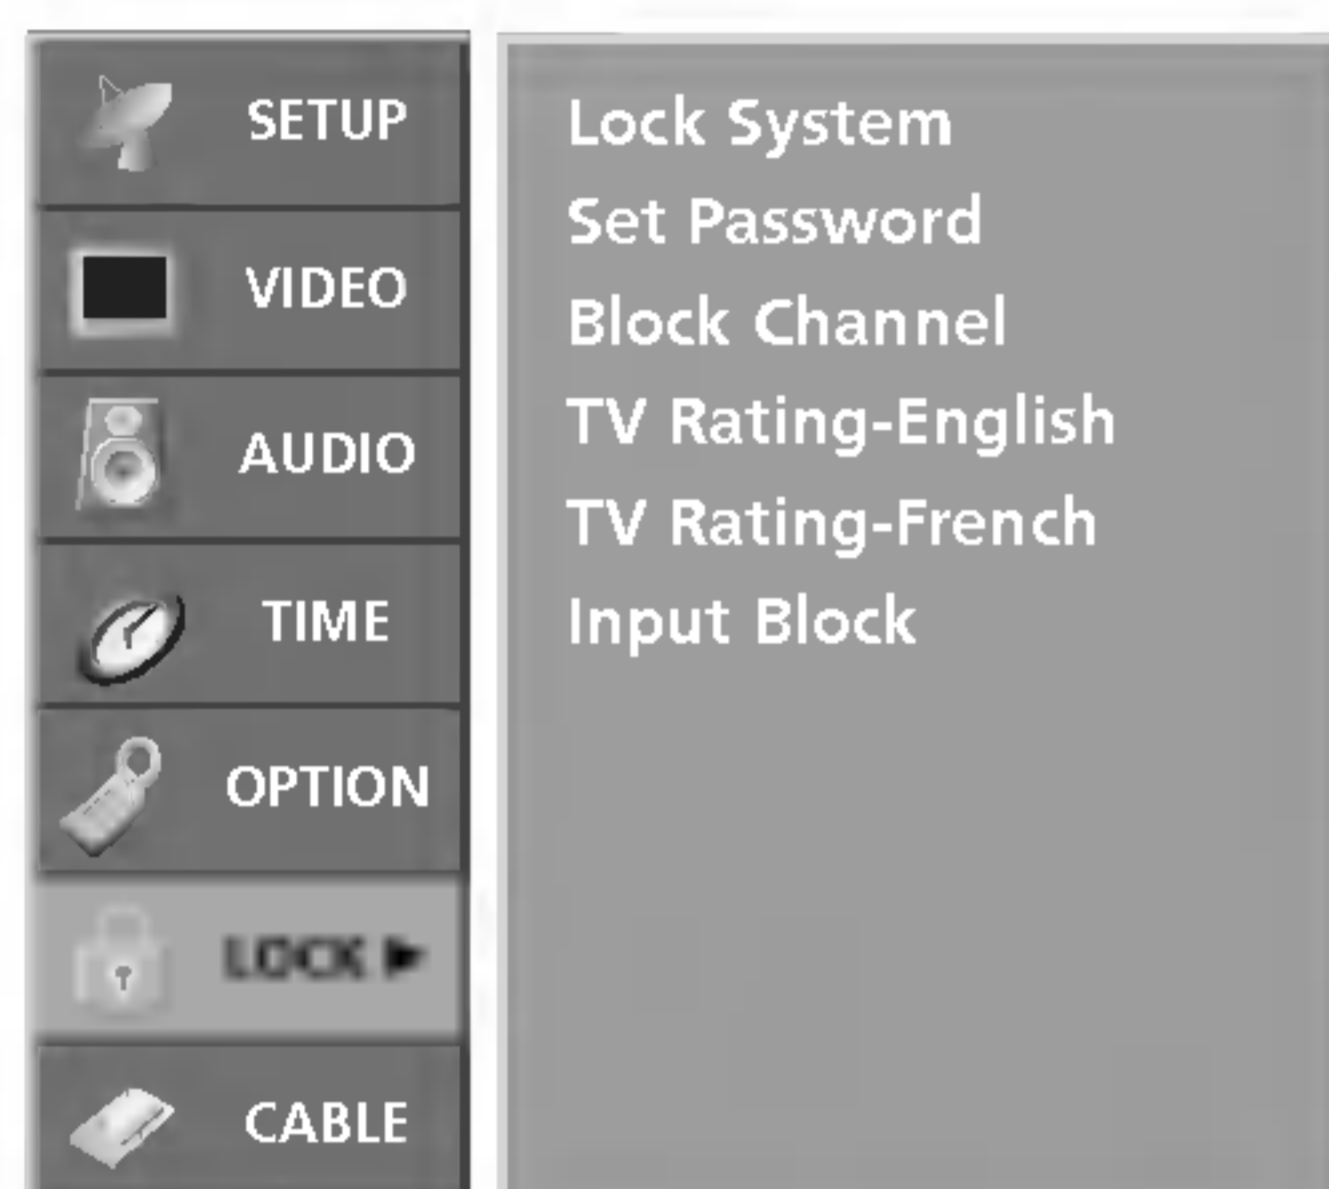 SETUP
VIDEO
AUDIO
TIME
OPTION
LOCK ►
CABLE
Lock System
Set Password
Block Channel
TV Rating-English
TV Rating-French
Input Block